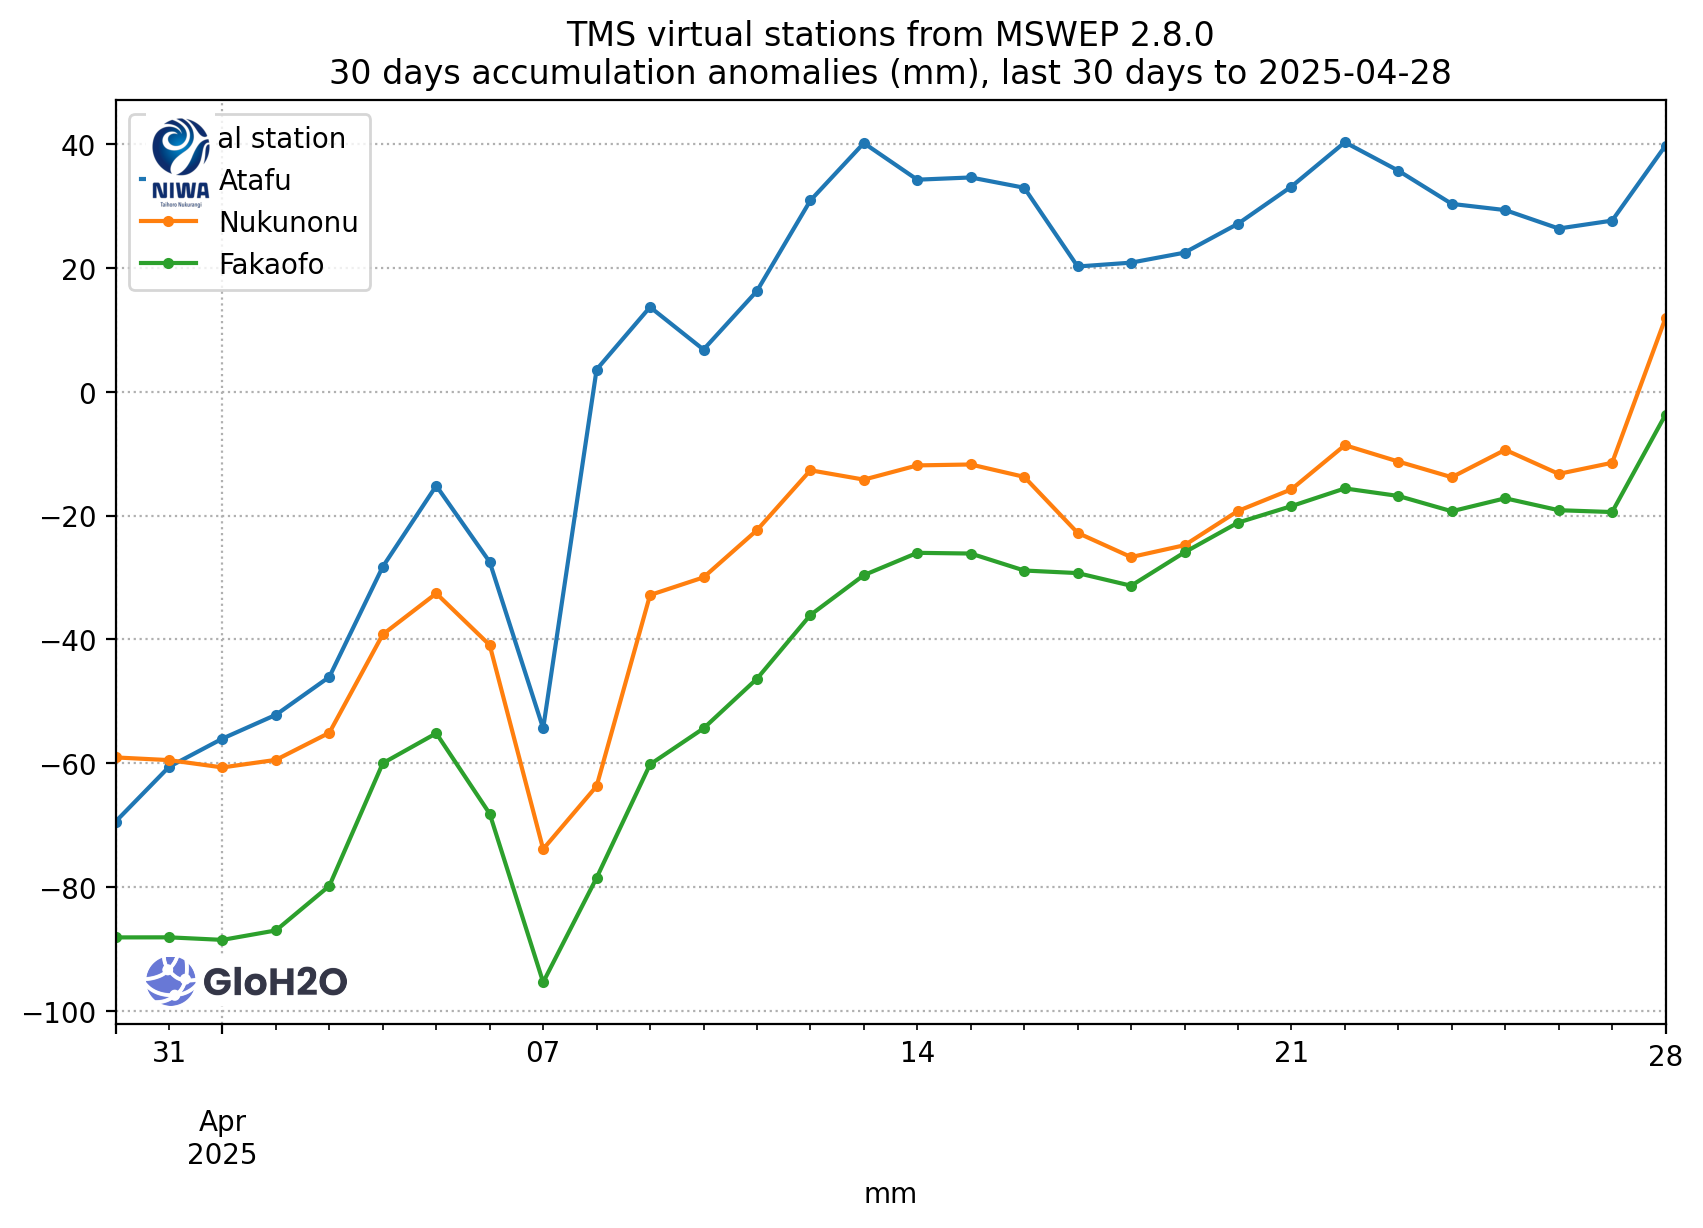 TMS virtual stations from MSWEP 2.8.0
30 days accumulation anomalies (mm), last 30 days to 2025-04-28
al station
Atafu
Nukunonu
Fakaofo
NIWA
Taihoro Nukurangi
40
20
0
−20
−40
−60
−80
−100
GloH2O
31
07
14
21
28
Apr
2025
mm